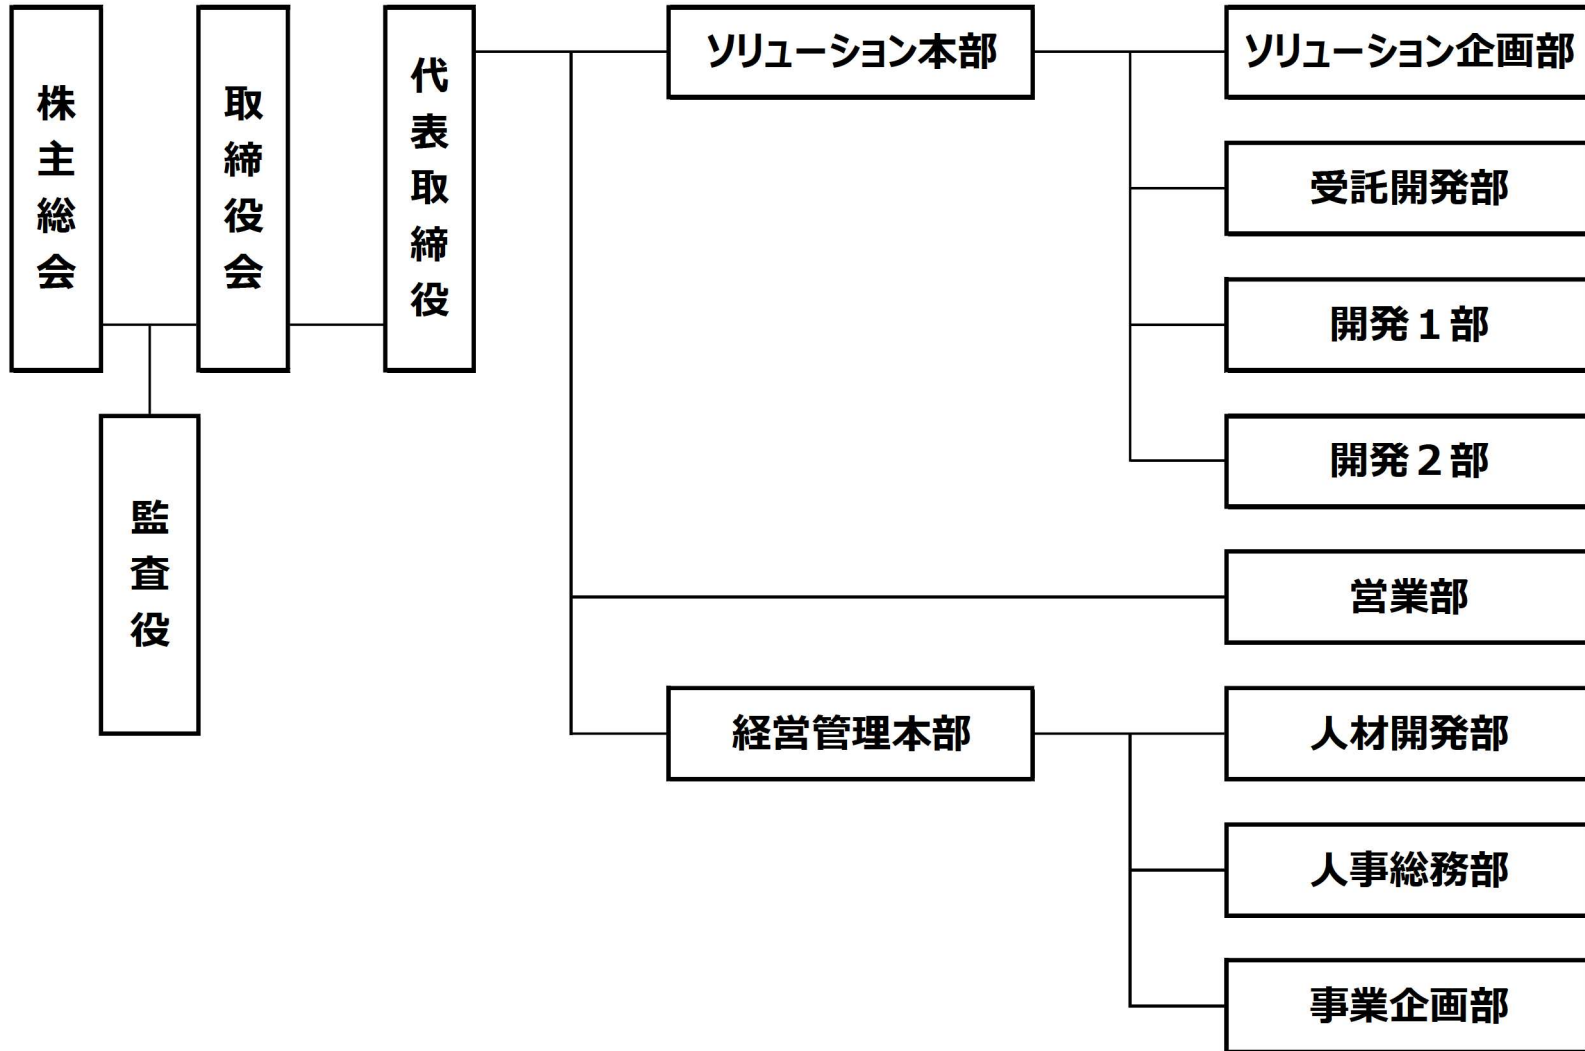 株主総会
取締役会
代表取締役
監査役
ソリューション本部
ソリューション企画部
受託開発部
開発１部
開発２部
営業部
経営管理本部
人材開発部
人事総務部
事業企画部